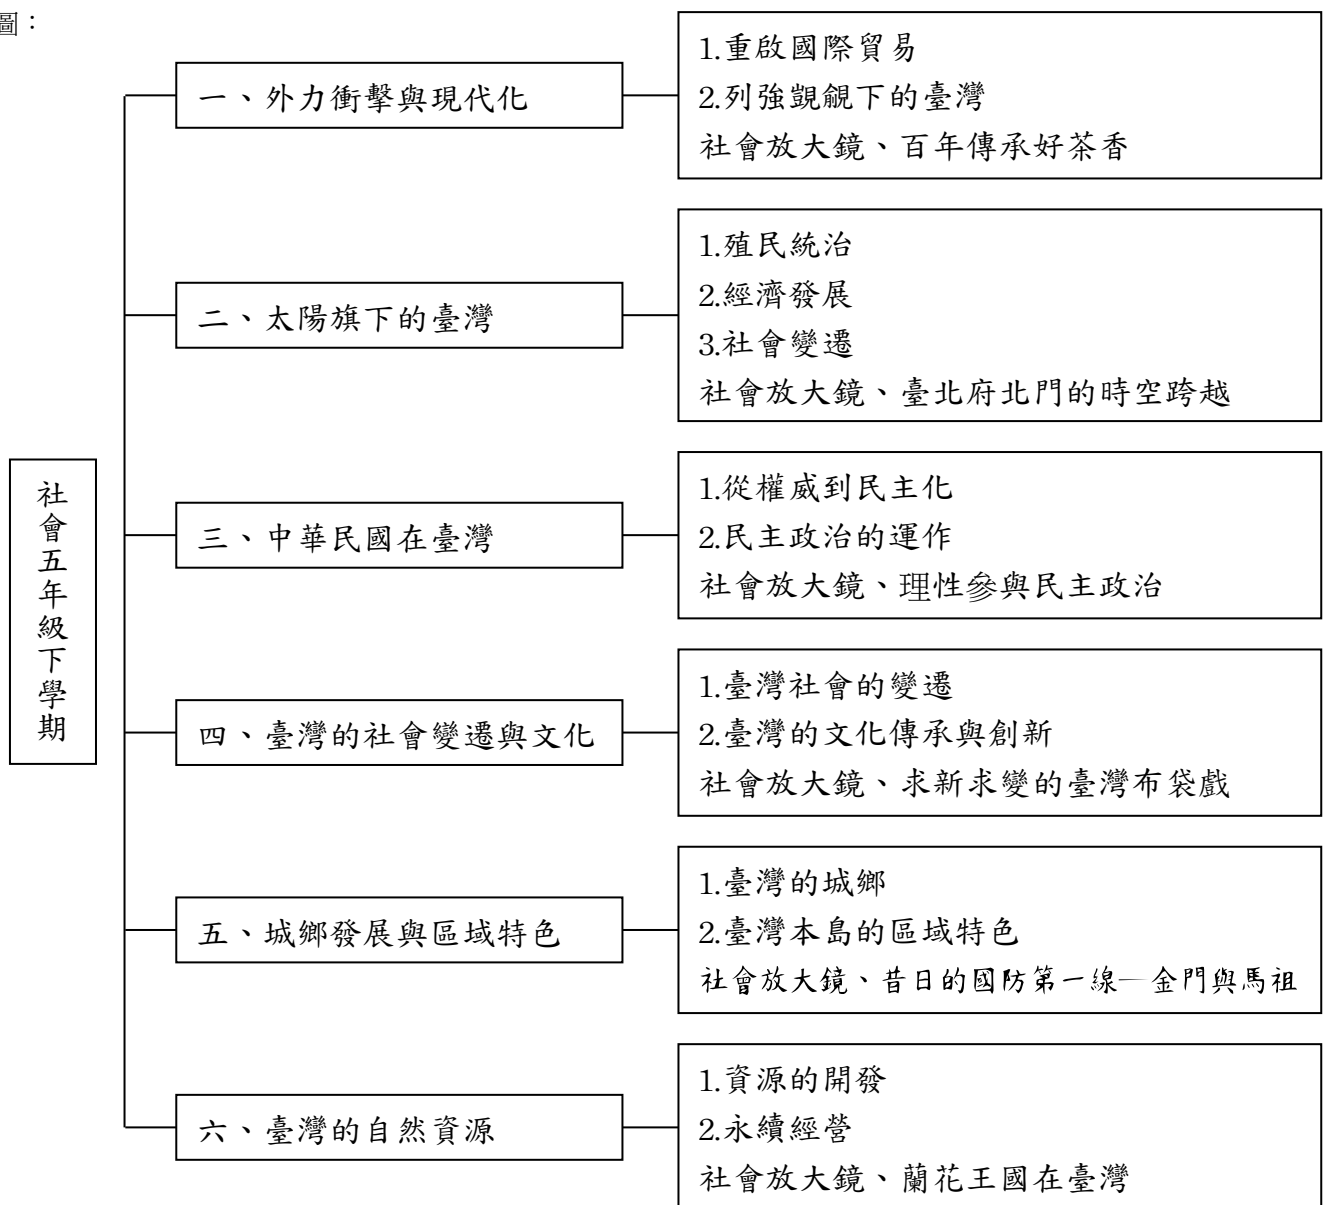 圖：
社會五年級下學期
一、外力衝擊與現代化
1.重啟國際貿易
2.列強覬覦下的臺灣
社會放大鏡、百年傳承好茶香
二、太陽旗下的臺灣
1.殖民統治
2.經濟發展
3.社會變遷
社會放大鏡、臺北府北門的時空跨越
三、中華民國在臺灣
1.從權威到民主化
2.民主政治的運作
社會放大鏡、理性參與民主政治
四、臺灣的社會變遷與文化
1.臺灣社會的變遷
2.臺灣的文化傳承與創新
社會放大鏡、求新求變的臺灣布袋戲
五、城鄉發展與區域特色
1.臺灣的城鄉
2.臺灣本島的區域特色
社會放大鏡、昔日的國防第一線—金門與馬祖
六、臺灣的自然資源
1.資源的開發
2.永續經營
社會放大鏡、蘭花王國在臺灣